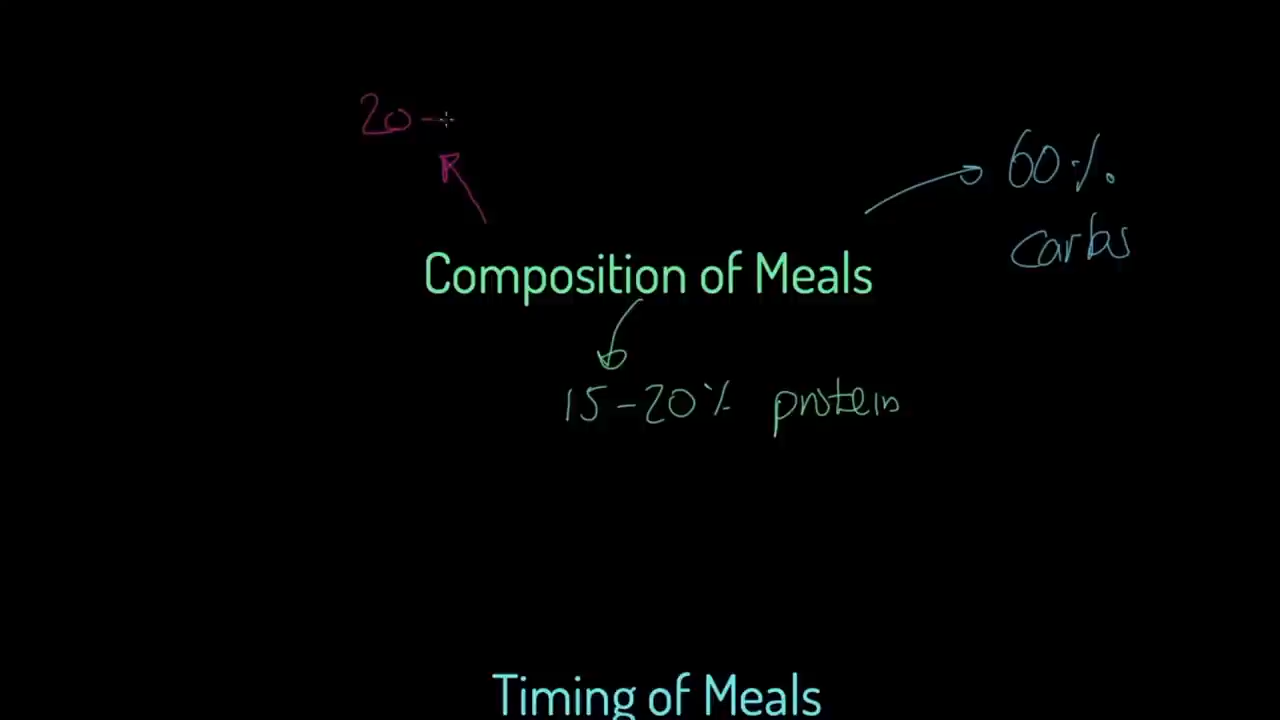 20 -
60%
carbs
Composition of Meals
15-20% protein
Timing of Meals